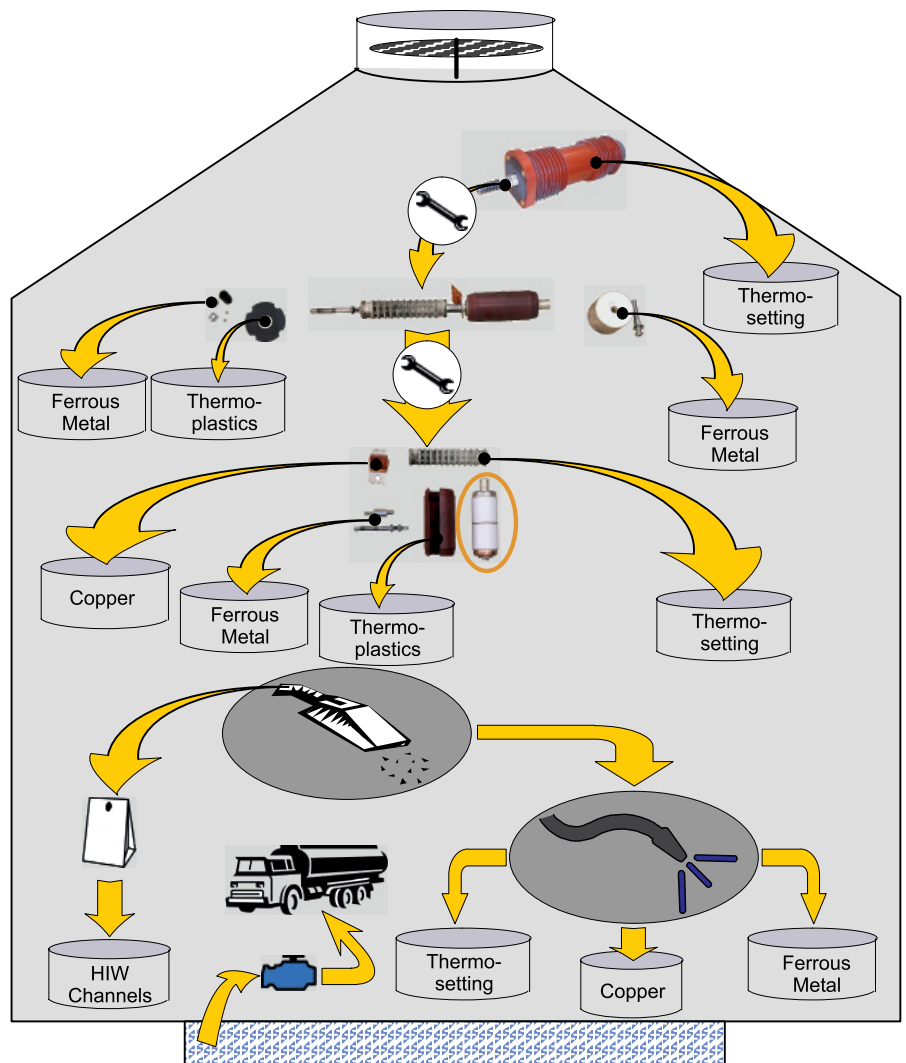 Thermo-
setting
Ferrous
Metal
Thermo-
plastics
Ferrous
Metal
Copper
Ferrous
Metal
Thermo-
plastics
Thermo-
setting
HIW
Channels
Thermo-
setting
Copper
Ferrous
Metal